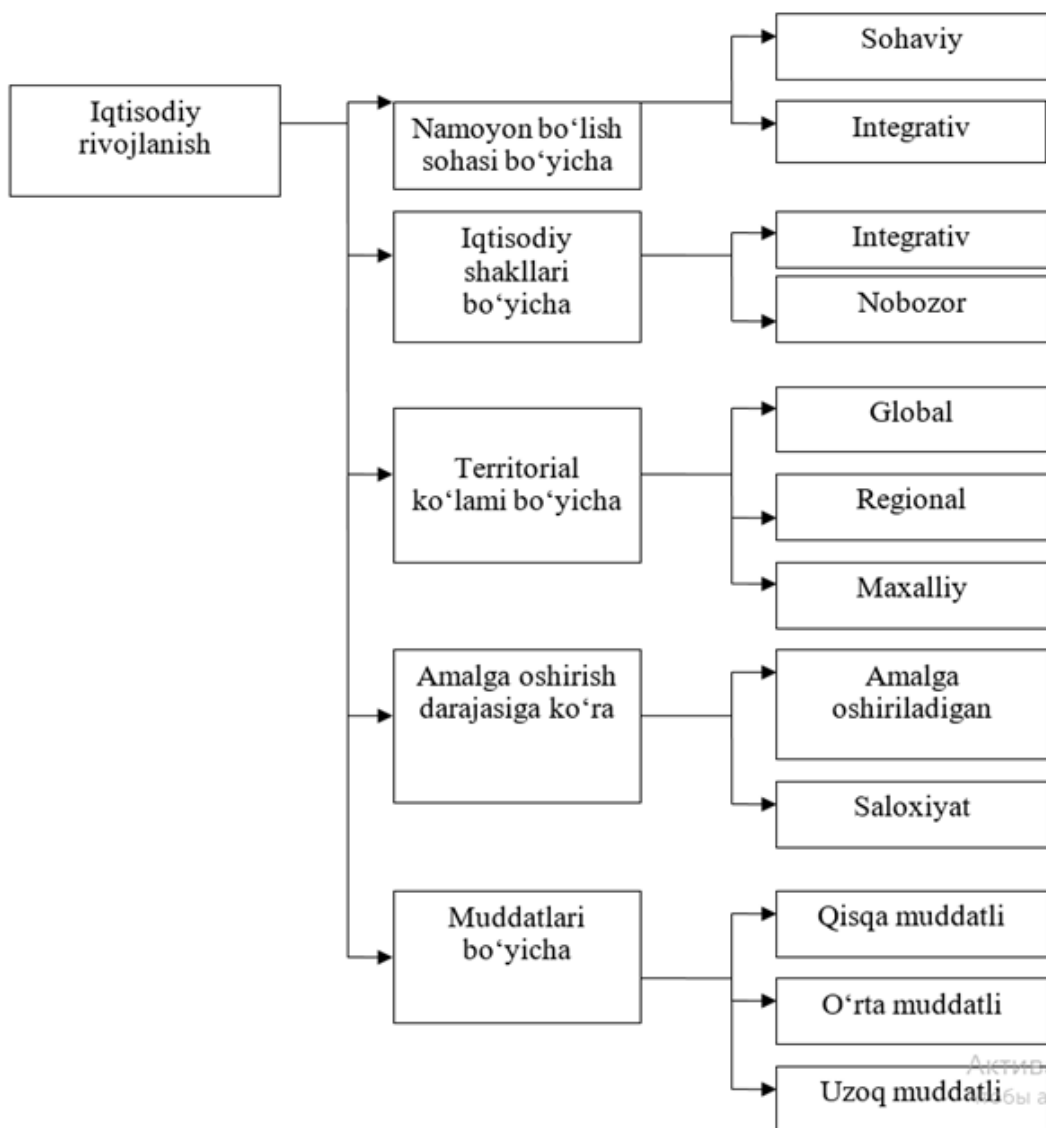 Iqtisodiy
rivojlanish
Namoyon bo‘lish
sohasi bo‘yicha
Sohaviy
Integrativ
Iqtisodiy
shakllari
bo‘yicha
Integrativ
Nobozor
Territorial
ko‘lami bo‘yicha
Global
Regional
Maxalliy
Amalga oshirish
darajasiga ko‘ra
Amalga
oshiriladigan
Saloxiyat
Muddatlari
bo‘yicha
Qisqa muddatli
O‘rta muddatli
Uzoq muddatli